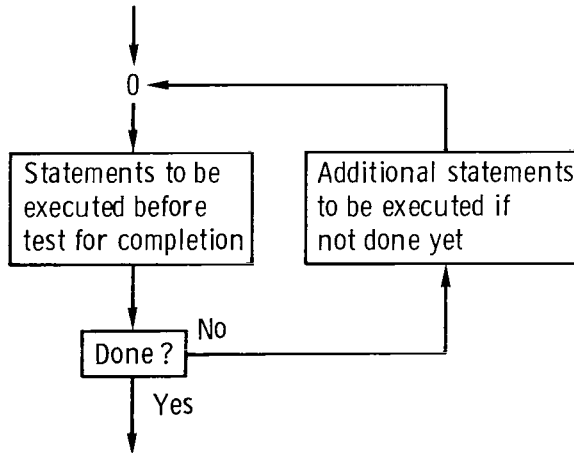 0
Statements to be
executed before
test for completion
Additional statements
to be executed if
not done yet
Done?
No
Yes